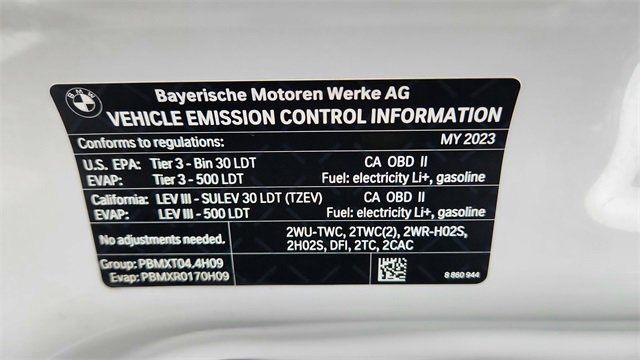 BMW
Bayerische Motoren Werke AG
VEHICLE EMISSION CONTROL INFORMATION
Conforms to regulations: MY 2023
U.S. EPA: Tier 3 - Bin 30 LDT CA OBD II
EVAP: Tier 3 - 500 LDT Fuel: electricity Li+, gasoline
California: LEV III - SULEV 30 LDT (TZEV) CA OBD II
EVAP: LEV III - 500 LDT Fuel: electricity Li+, gasoline
No adjustments needed.
2WU-TWC, 2TWC(2), 2WR-H02S,
2H02S, DFI, 2TC, 2CAC
Group: PBMXT04.4H09
Evap: PBMXR0170H09
8 860 944